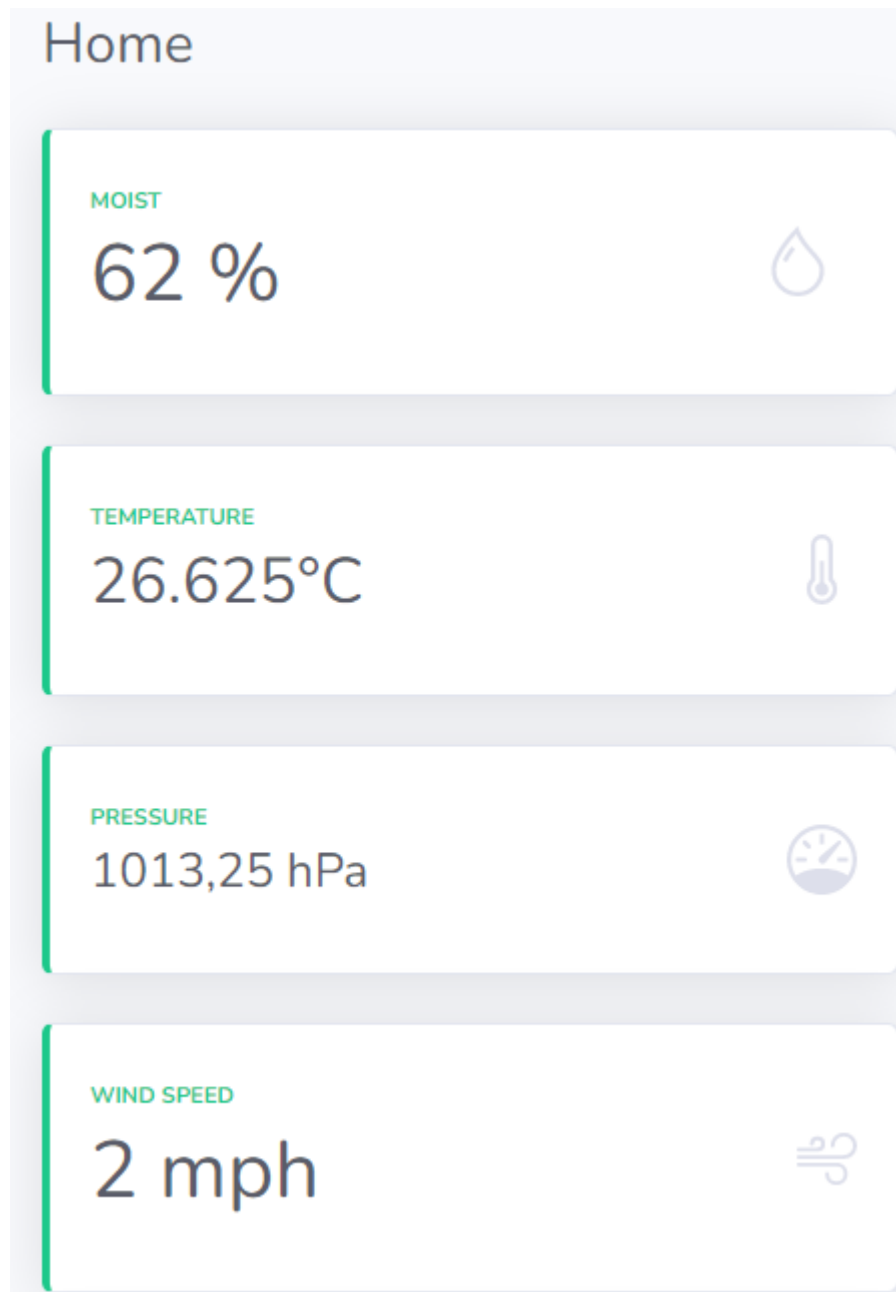 Home
MOIST
62 %
TEMPERATURE
26.625°C
PRESSURE
1013,25 hPa
WIND SPEED
2 mph